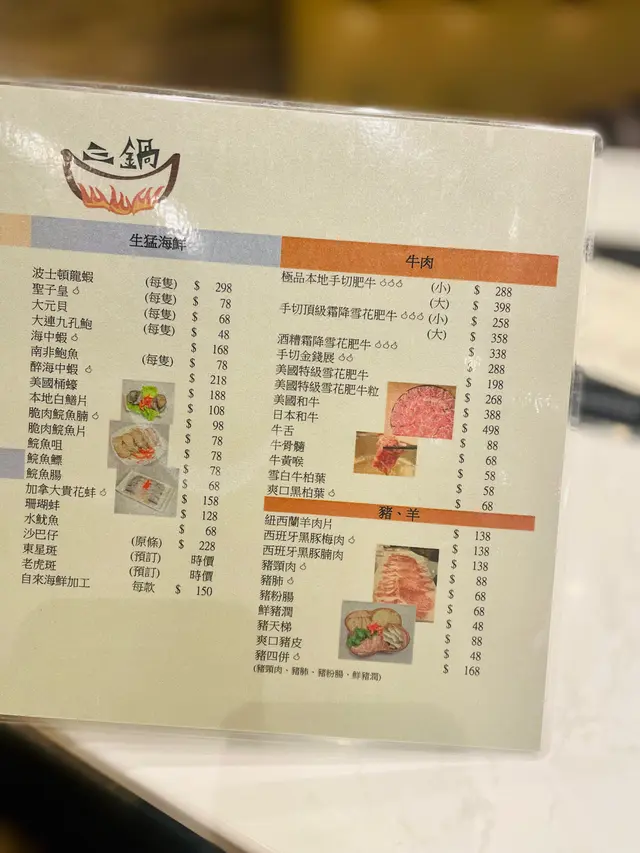 三鍋
生猛海鮮
波士頓龍蝦 (每隻) $ 298
聖子皇 (每隻) $ 78
大元貝 (每隻) $ 68
大連九孔鮑 (每隻) $ 48
海中蝦 $ 168
南非鮑魚 (每隻) $ 78
醉海中蝦 $ 218
美國桶蠔 $ 188
本地白鱔片 $ 108
脆肉鯇魚腩 $ 98
脆肉鯇魚片 $ 78
鯇魚咀 $ 78
鯇魚鰾 $ 78
鯇魚腸 $ 68
加拿大貴花蚌 $ 158
珊瑚蚌 $ 128
水魷魚 $ 68
沙巴仔 (原條) $ 228
東星斑 (預訂) 時價
老虎斑 (預訂) 時價
自來海鮮加工 每款 $ 150
牛肉
極品本地手切肥牛 (小) $ 288
(大) $ 398
手切頂級霜降雪花肥牛 (小) $ 258
(大) $ 358
酒糟霜降雪花肥牛 $ 338
手切金錢展 $ 288
美國特級雪花肥牛 $ 198
美國特級雪花肥牛粒 $ 268
美國和牛 $ 388
日本和牛 $ 498
牛舌 $ 88
牛骨髓 $ 68
牛黃喉 $ 58
雪白牛柏葉 $ 58
爽口黑柏葉 $ 68
豬、羊
紐西蘭羊肉片 $ 138
西班牙黑豚梅肉 $ 138
西班牙黑豚腩肉 $ 138
豬頸肉 $ 88
豬肺 $ 68
豬粉腸 $ 68
鮮豬潤 $ 48
豬天梯 $ 88
爽口豬皮 $ 48
豬四併 $ 168
(豬頸肉、豬肺、豬粉腸、鮮豬潤)